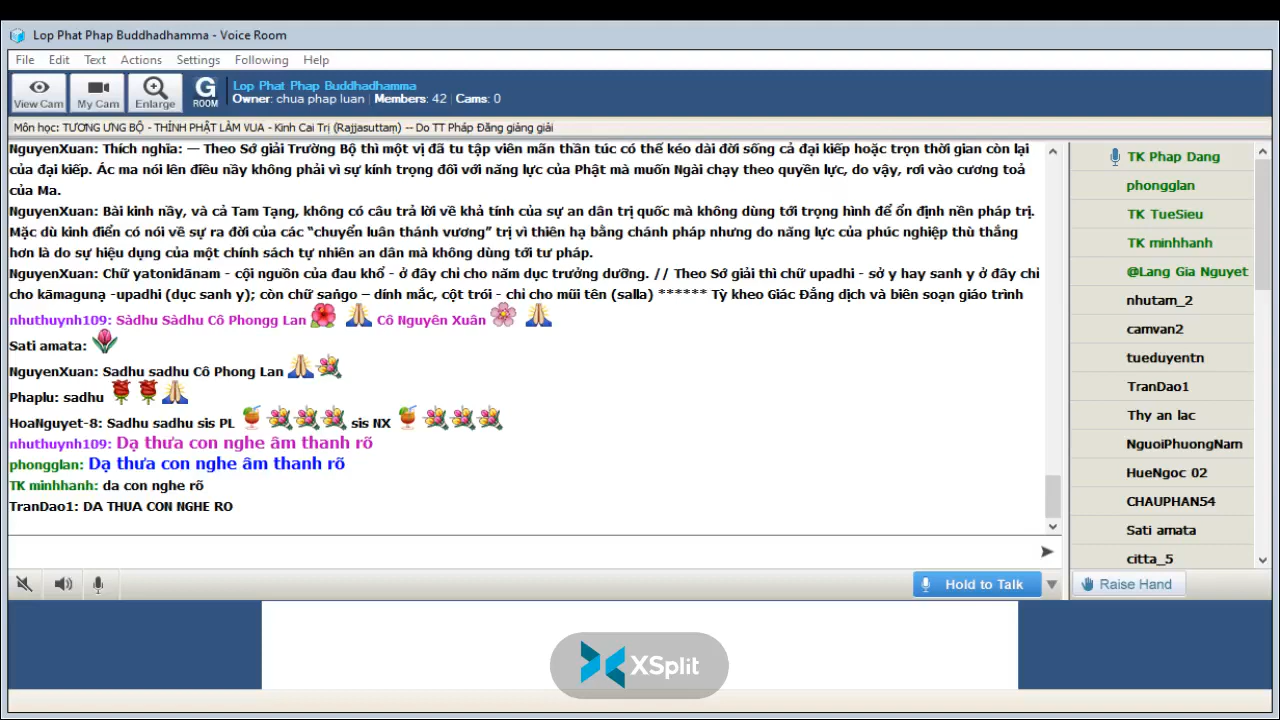 Lop Phat Phap Buddhadhamma - Voice Room
File Edit Text Actions Settings Following Help
View Cam My Cam Enlarge G ROOM
Lop Phat Phap Buddhadhamma
Owner: chua phap luan | Members: 42 | Cams: 0
Môn học: TƯƠNG ƯNG BỘ - THỈNH PHẬT LÀM VUA - Kinh Cai Trị (Rajjasuttaṃ) -- Do TT Pháp Đăng giảng giải
NguyenXuan: Thích nghĩa: — Theo Sớ giải Trường Bộ thì một vị đã tu tập viên mãn thần túc có thể kéo dài đời sống cả đại kiếp hoặc trọn thời gian còn lại
của đại kiếp. Ác ma nói lên điều nầy không phải vì sự kính trọng đối với năng lực của Phật mà muốn Ngài chạy theo quyền lực, do vậy, rơi vào cương toả
của Ma.
NguyenXuan: Bài kinh nầy, và cả Tam Tạng, không có câu trả lời về khả tính của sự an dân trị quốc mà không dùng tới trọng hình để ổn định nền pháp trị.
Mặc dù kinh điển có nói về sự ra đời của các “chuyển luân thánh vương” trị vì thiên hạ bằng chánh pháp nhưng do năng lực của phúc nghiệp thù thắng
hơn là do sự hiệu dụng của một chính sách tự nhiên an dân mà không dùng tới tư pháp.
NguyenXuan: Chữ yatonidānam - cội nguồn của đau khổ - ở đây chỉ cho năm dục trưởng dưỡng. // Theo Sớ giải thì chữ upadhi - sở y hay sanh y ở đây chỉ
cho kāmaguṇa -upadhi (dục sanh y); còn chữ saṅgo – dính mắc, cột trói - chỉ cho mũi tên (salla) ****** Tỳ kheo Giác Đẳng dịch và biên soạn giáo trình
nhuthuynh109: Sàdhu Sàdhu Cô Phongg Lan Cô Nguyên Xuân
Sati amata:
NguyenXuan: Sadhu sadhu Cô Phong Lan
Phaplu: sadhu
HoaNguyet-8: Sadhu sadhu sis PL sis NX
nhuthuynh109: Dạ thưa con nghe âm thanh rõ
phongglan: Dạ thưa con nghe âm thanh rõ
TK minhhanh: da con nghe rõ
TranDao1: DA THUA CON NGHE RO
TK Phap Dang
phongglan
TK TueSieu
TK minhhanh
@Lang Gia Nguyet
nhutam_2
camvan2
tueduyentn
TranDao1
Thy an lac
NguoiPhuongNam
HueNgoc 02
CHAUPHAN54
Sati amata
citta_5
Hold to Talk
Raise Hand
XSplit